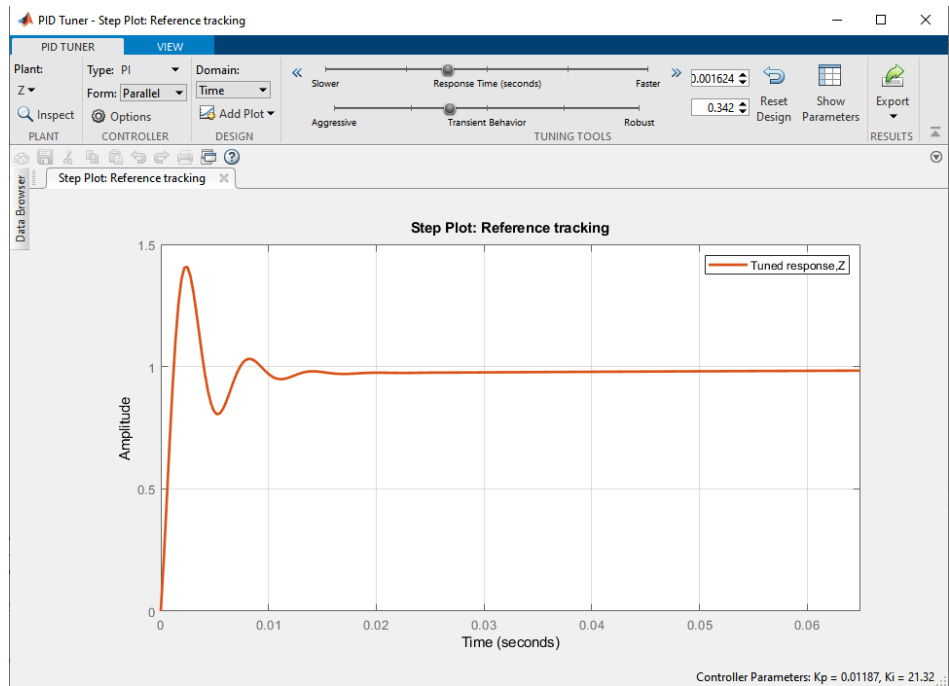 PID Tuner - Step Plot: Reference tracking
PID TUNER VIEW
Plant:
Z
Inspect
PLANT
Type: PI
Form: Parallel
Options
CONTROLLER
Domain:
Time
Add Plot
DESIGN
Slower Response Time (seconds) Faster
Aggressive Transient Behavior Robust
0.001624
0.342
Reset Design
Show Parameters
TUNING TOOLS
Export
RESULTS
Step Plot: Reference tracking
Data Browser
Step Plot: Reference tracking
Tuned response,Z
1.5
1
0.5
0
Amplitude
0 0.01 0.02 0.03 0.04 0.05 0.06
Time (seconds)
Controller Parameters: Kp = 0.01187, Ki = 21.32